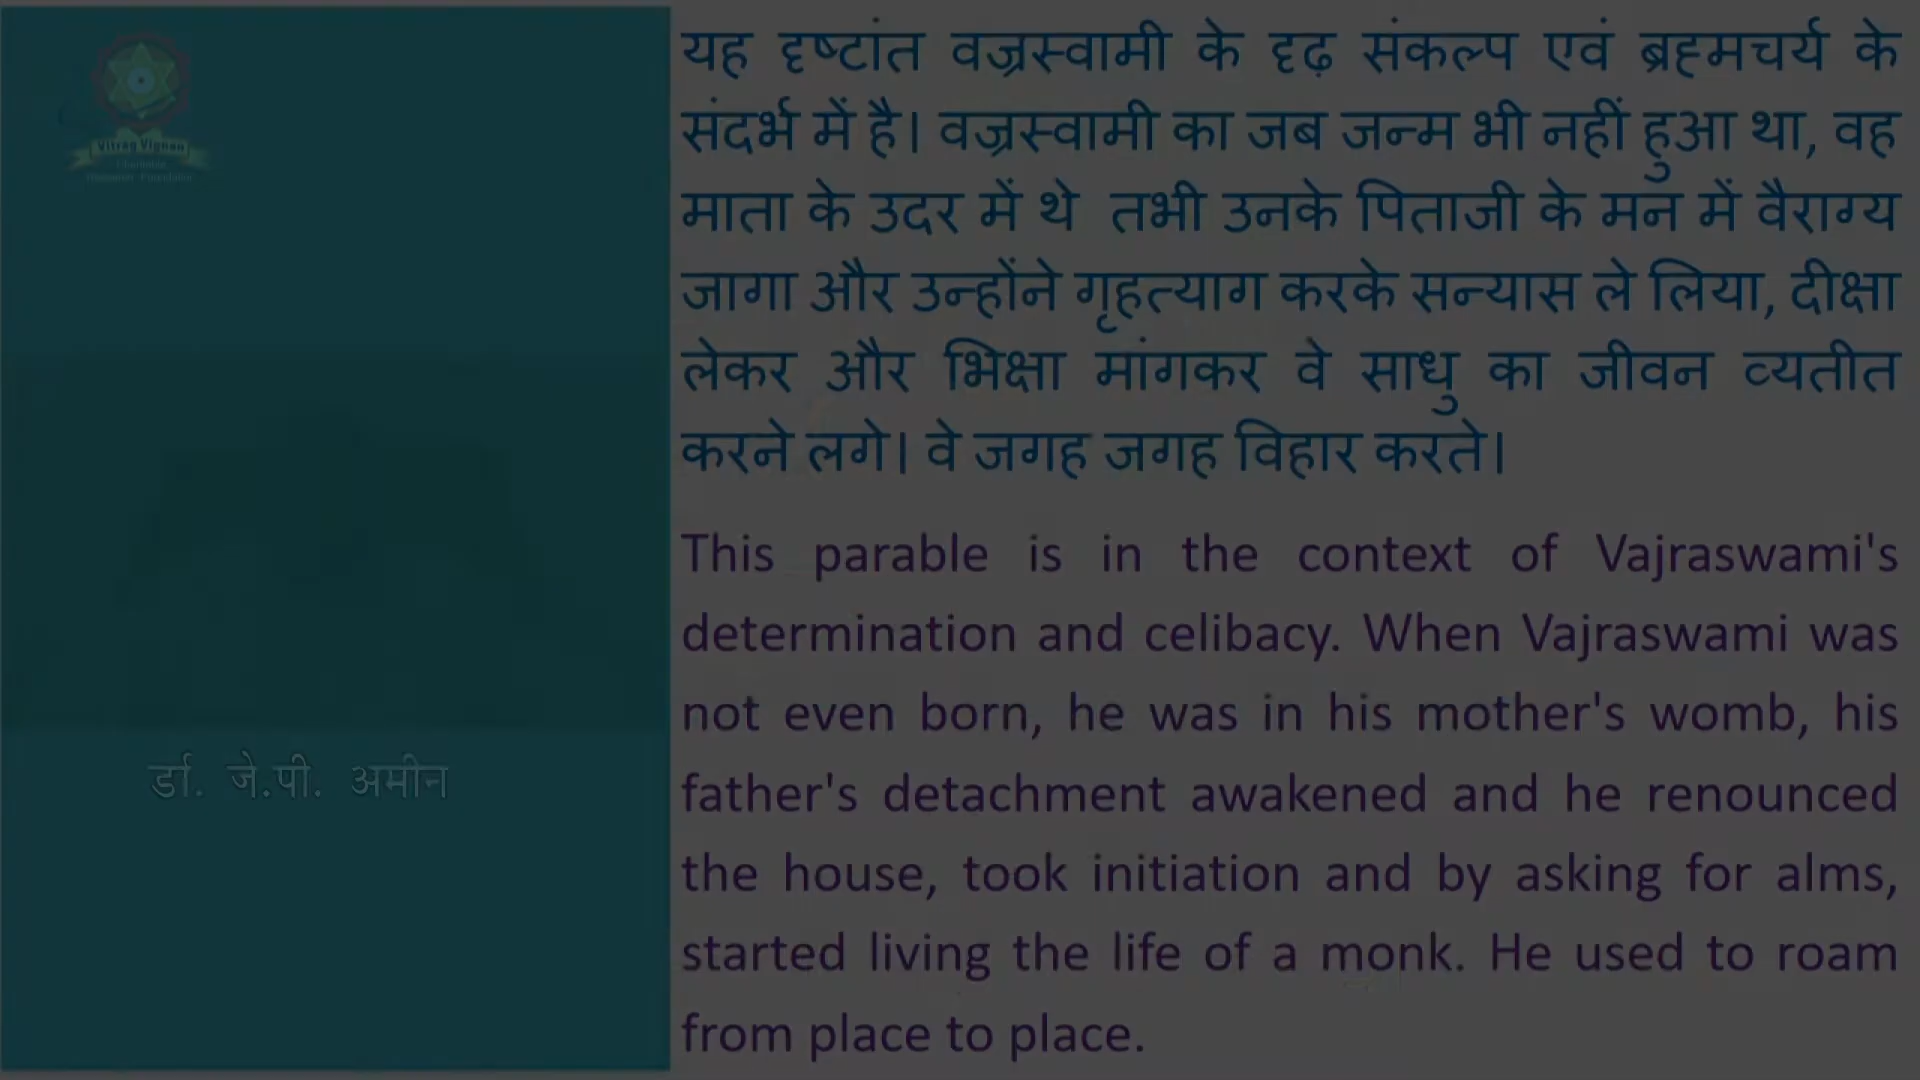 Vitrag Vignan
Charitable
यह दृष्टांत वज्रस्वामी के दृढ़ संकल्प एवं ब्रह्मचर्य के
संदर्भ में है। वज्रस्वामी का जब जन्म भी नहीं हुआ था, वह
माता के उदर में थे तभी उनके पिताजी के मन में वैराग्य
जागा और उन्होंने गृहत्याग करके सन्यास ले लिया, दीक्षा
लेकर और भिक्षा मांगकर वे साधु का जीवन व्यतीत
करने लगे। वे जगह जगह विहार करते।
This parable is in the context of Vajraswami's
determination and celibacy. When Vajraswami was
not even born, he was in his mother's womb, his
father's detachment awakened and he renounced
the house, took initiation and by asking for alms,
started living the life of a monk. He used to roam
from place to place.
डॉ. जे.पी. अमीन